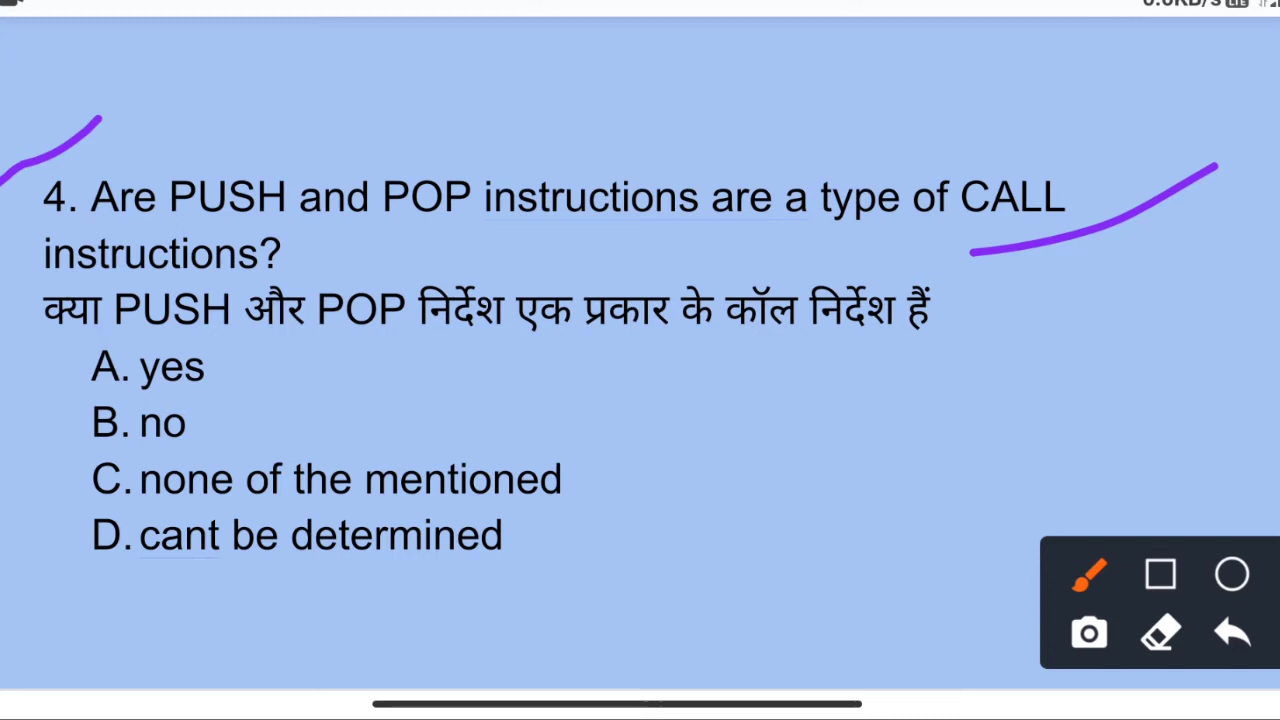 4. Are PUSH and POP instructions are a type of CALL
instructions?
क्या PUSH और POP निर्देश एक प्रकार के कॉल निर्देश हैं
A. yes
B. no
C. none of the mentioned
D. cant be determined